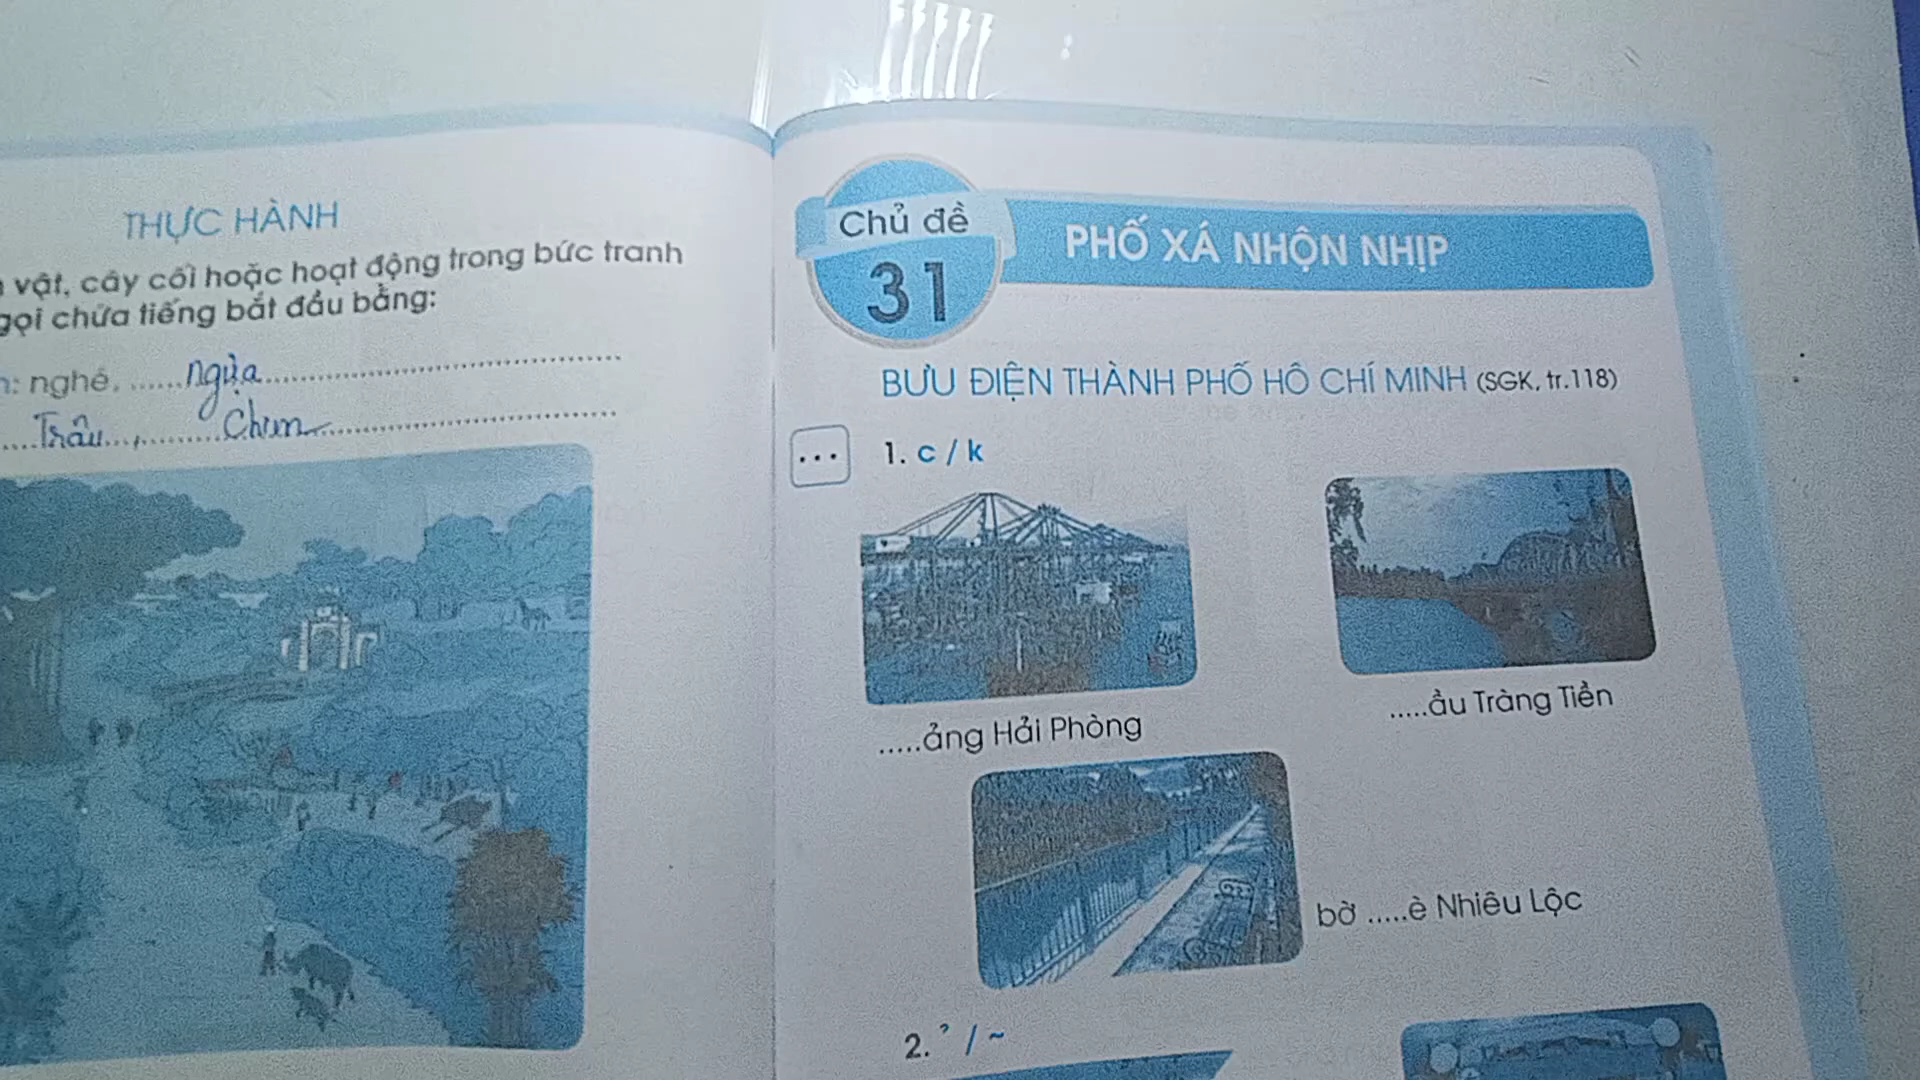 THỰC HÀNH
vật, cây cối hoặc hoạt động trong bức tranh
gọi chứa tiếng bắt đầu bằng:
nghé, ......ngựa
....Trâu...,........Chim
Chủ đề
31
PHỐ XÁ NHỘN NHỊP
BƯU ĐIỆN THÀNH PHỐ HỒ CHÍ MINH (SGK, tr.118)
...
1. c / k
.....ảng Hải Phòng
.....ầu Tràng Tiền
bờ .....è Nhiêu Lộc
2. ̉ / ~